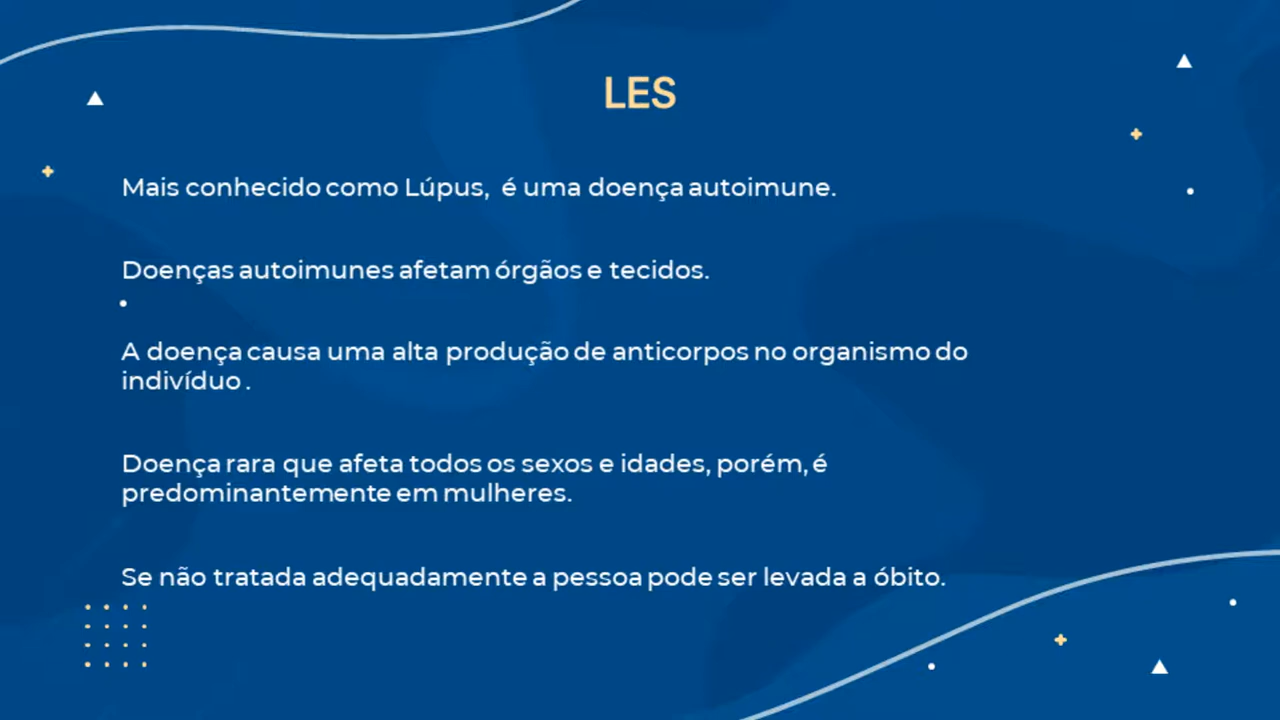 LES
Mais conhecido como Lúpus, é uma doença autoimune.
Doenças autoimunes afetam órgãos e tecidos.
A doença causa uma alta produção de anticorpos no organismo do
indivíduo .
Doença rara que afeta todos os sexos e idades, porém, é
predominantemente em mulheres.
Se não tratada adequadamente a pessoa pode ser levada a óbito.